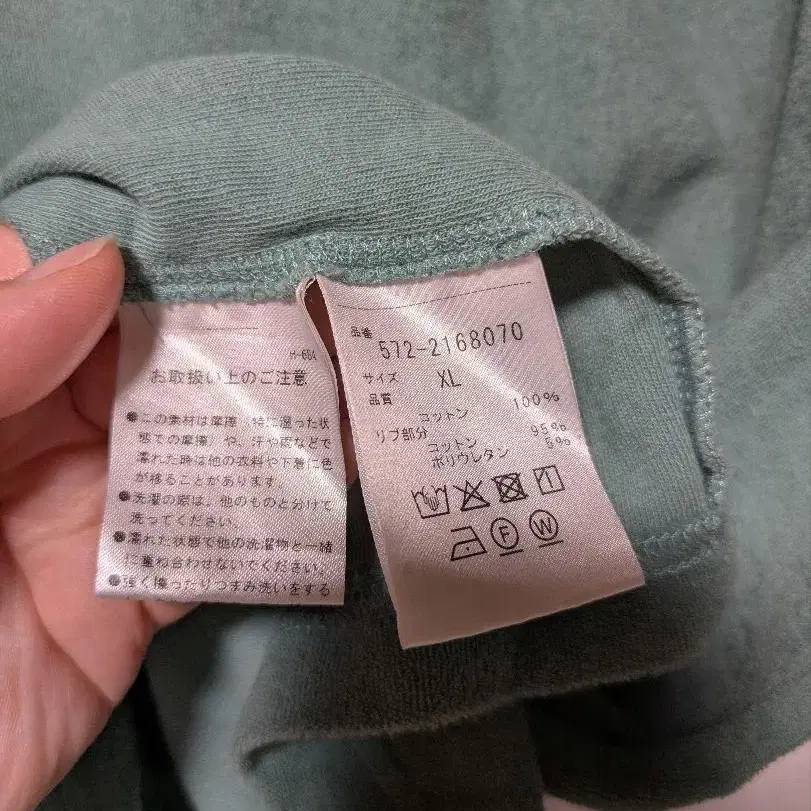 H-664
お取扱い上のご注意
●この素材は摩擦(特に湿った状
態での摩擦)や、汗や雨などで
濡れた時は他の衣料や下着に色
が移ることがあります。
●洗濯の際は、他のものと分けて
洗ってください。
●濡れた状態で他の洗濯物と一緒
に重ね合わせないでください。
●強く擦ったりつまみ洗いをする
品番
572-2168070
サイズ XL
品質
コットン 100%
リブ部分
コットン 95%
ポリウレタン 5%
F W